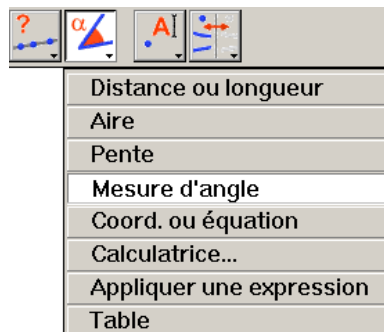 ? α A
Distance ou longueur
Aire
Pente
Mesure d'angle
Coord. ou équation
Calculatrice...
Appliquer une expression
Table